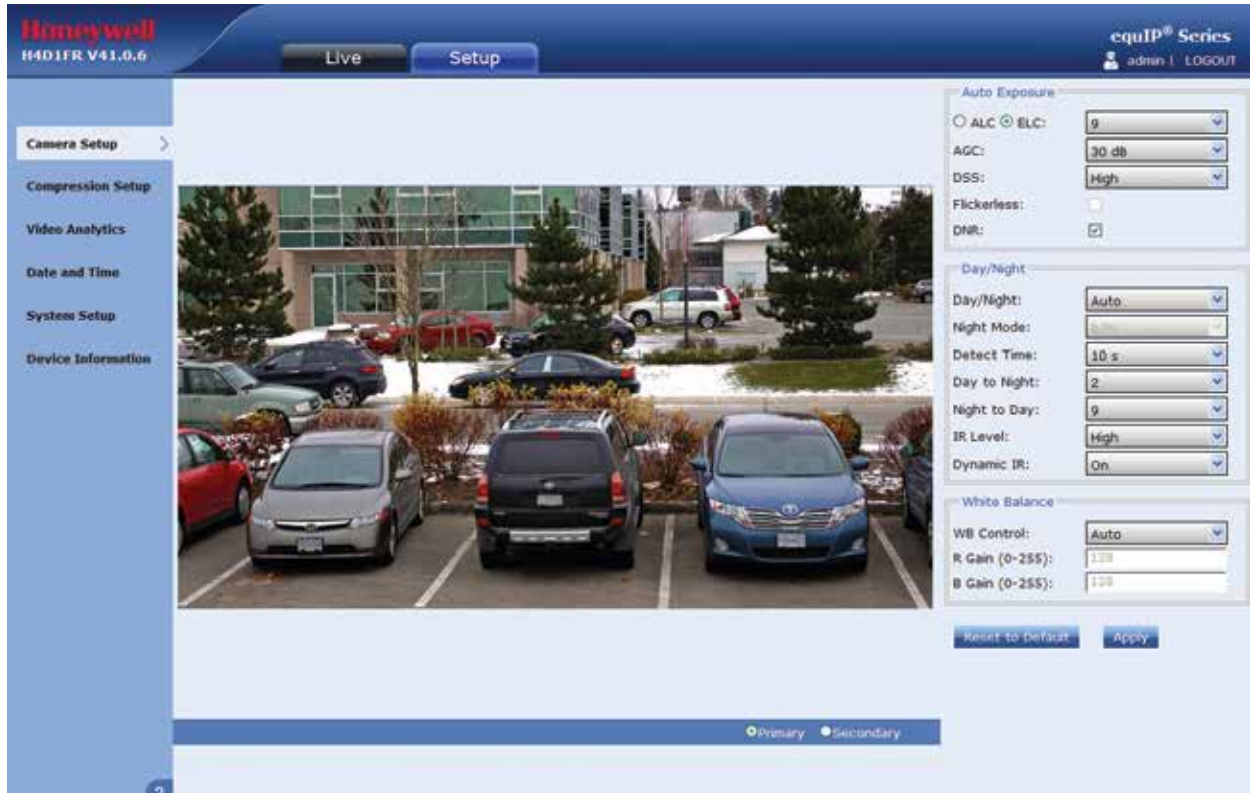 Honeywell
H4D1FR V41.0.6
Live
Setup
equIP® Series
admin | LOGOUT
Camera Setup
Compression Setup
Video Analytics
Date and Time
System Setup
Device Information
Auto Exposure
ALC ELC: 9
AGC: 30 dB
DSS: High
Flickerless:
DNR:
Day/Night
Day/Night: Auto
Night Mode:
Detect Time: 10 s
Day to Night: 2
Night to Day: 9
IR Level: High
Dynamic IR: On
White Balance
WB Control: Auto
R Gain (0-255): 128
B Gain (0-255): 128
Reset to Default
Apply
Primary Secondary